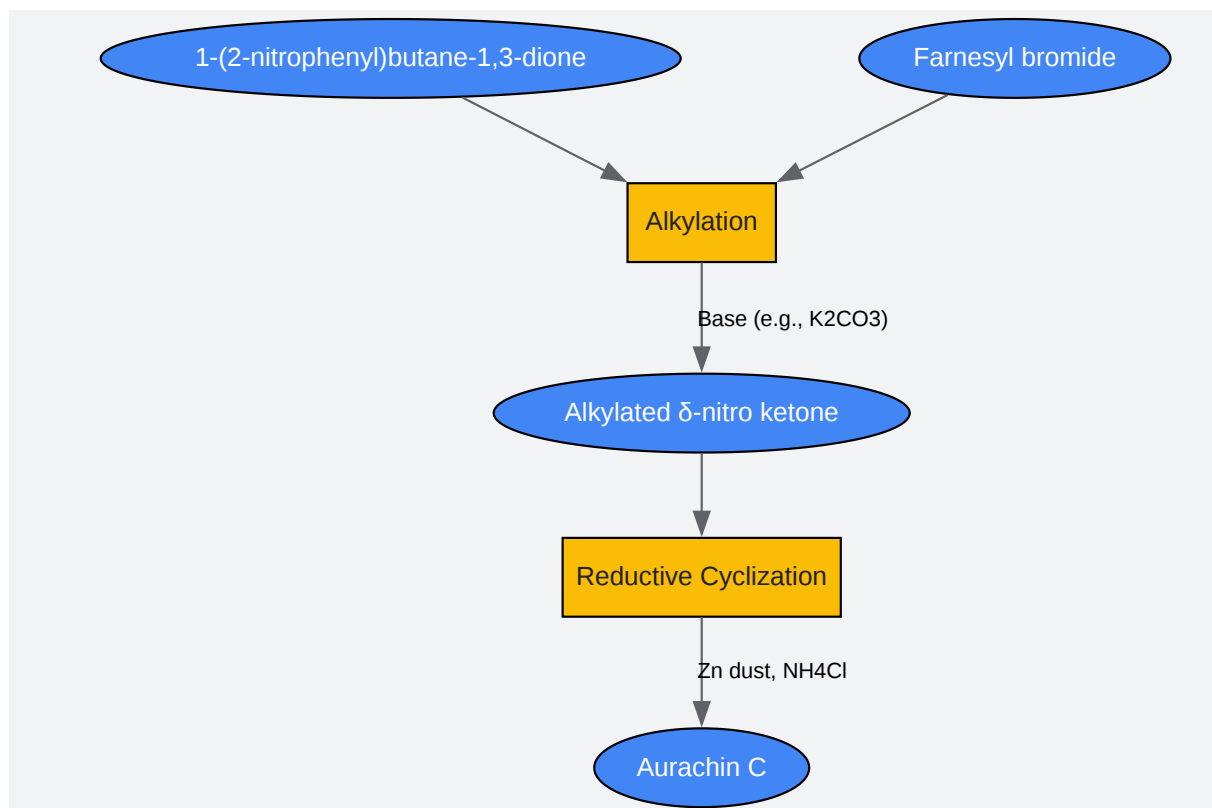 1-(2-nitrophenyl)butane-1,3-dione
Farnesyl bromide
Alkylation
Base (e.g., K2CO3)
Alkylated δ-nitro ketone
Reductive Cyclization
Zn dust, NH4Cl
Aurachin C